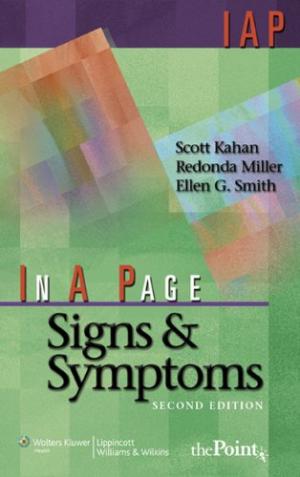 IAP
Scott Kahan
Redonda Miller
Ellen G. Smith
IN A PAGE
Signs &
Symptoms
SECOND EDITION
Wolters Kluwer
Health
Lippincott
Williams & Wilkins
thePoint